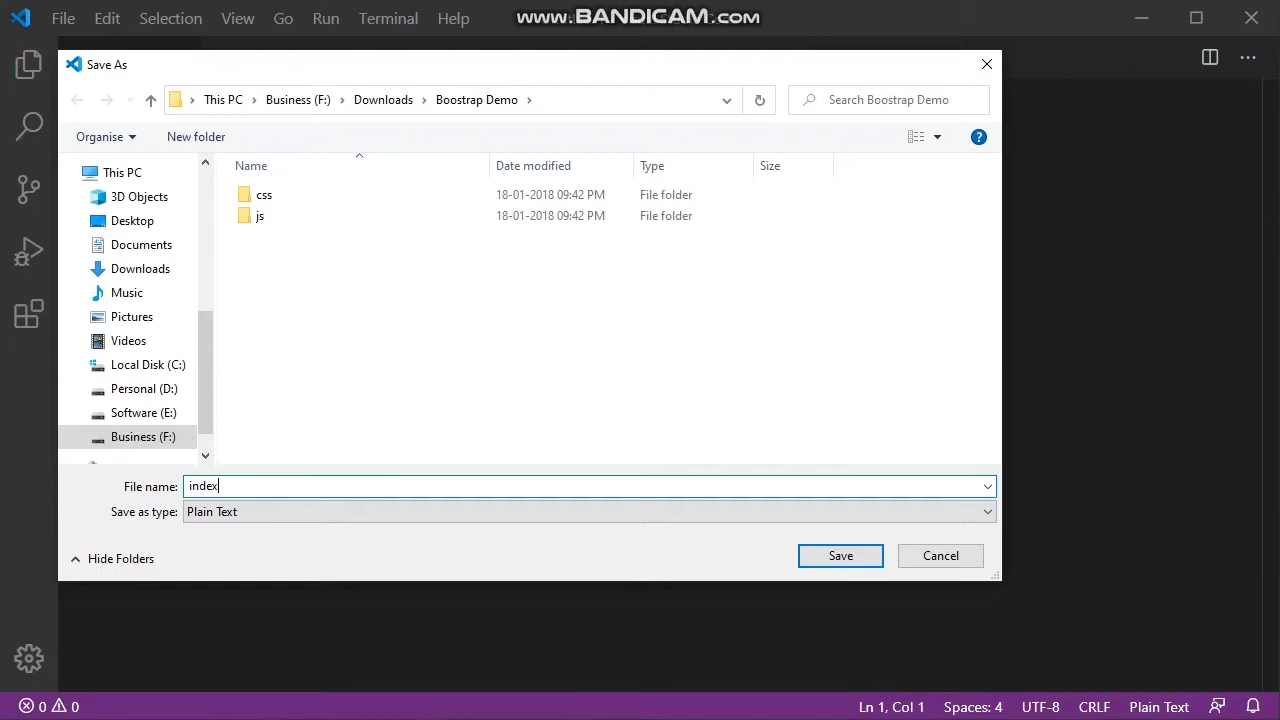 File Edit Selection View Go Run Terminal Help
www.BANDICAM.com
Save As
This PC > Business (F:) > Downloads > Boostrap Demo >
Search Boostrap Demo
Organise New folder
Name Date modified Type Size
This PC
3D Objects
Desktop
Documents
Downloads
Music
Pictures
Videos
Local Disk (C:)
Personal (D:)
Software (E:)
Business (F:)
css 18-01-2018 09:42 PM File folder
js 18-01-2018 09:42 PM File folder
File name: index
Save as type: Plain Text
Hide Folders
Save Cancel
0 0 Ln 1, Col 1 Spaces: 4 UTF-8 CRLF Plain Text